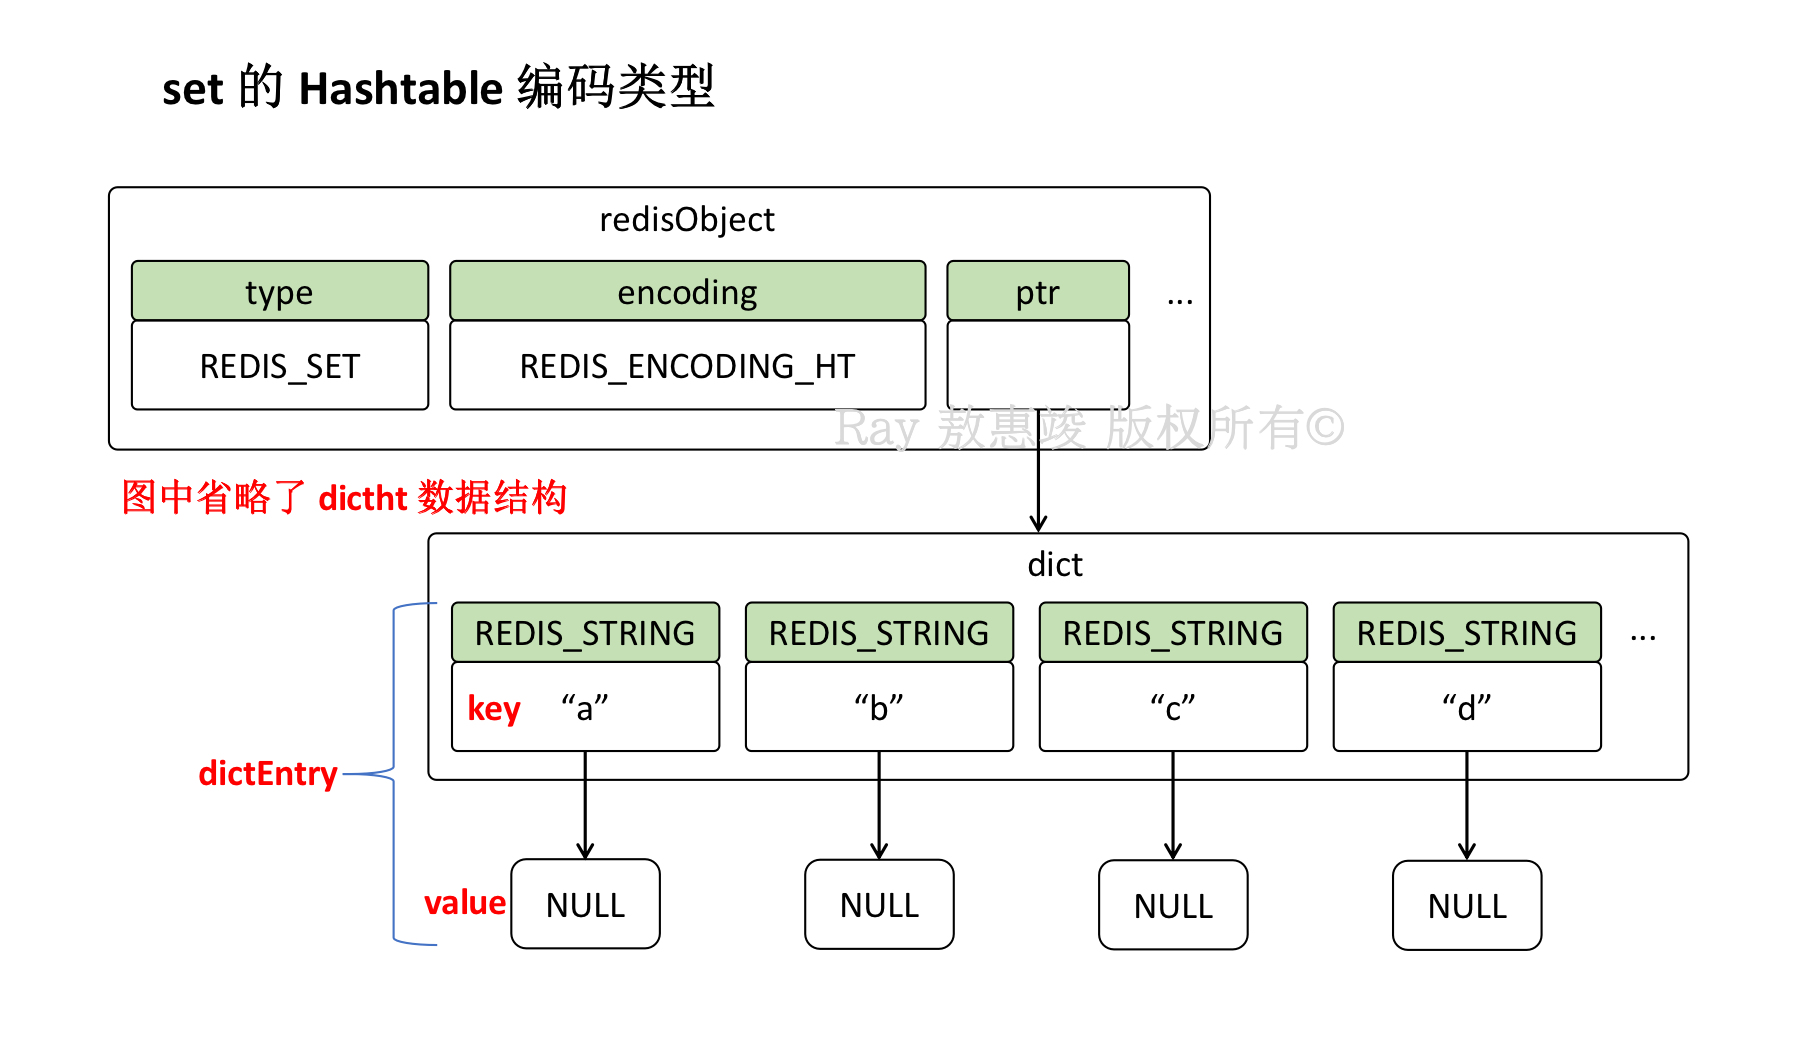 set 的 Hashtable 编码类型
redisObject
type
encoding
ptr
...
REDIS_SET
REDIS_ENCODING_HT
Ray 敖惠竣 版权所有©
图中省略了 dictht 数据结构
dict
REDIS_STRING
REDIS_STRING
REDIS_STRING
REDIS_STRING
...
key
“a”
“b”
“c”
“d”
dictEntry
value
NULL
NULL
NULL
NULL